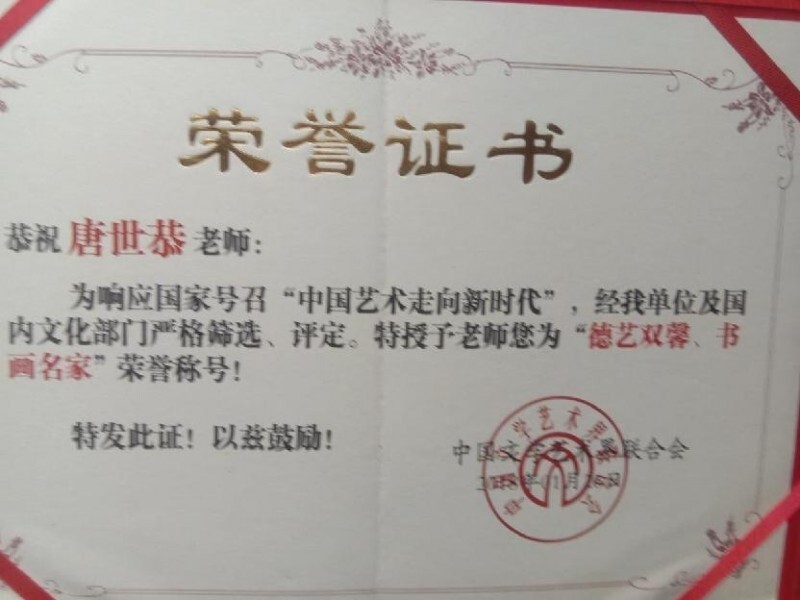 荣誉证书
恭祝 唐世恭 老师：
为响应国家号召“中国艺术走向新时代”，经我单位及国
内文化部门严格筛选、评定。特授予老师您为“德艺双馨、书
画名家”荣誉称号！
特发此证！以兹鼓励！
中国文学艺术界联合会